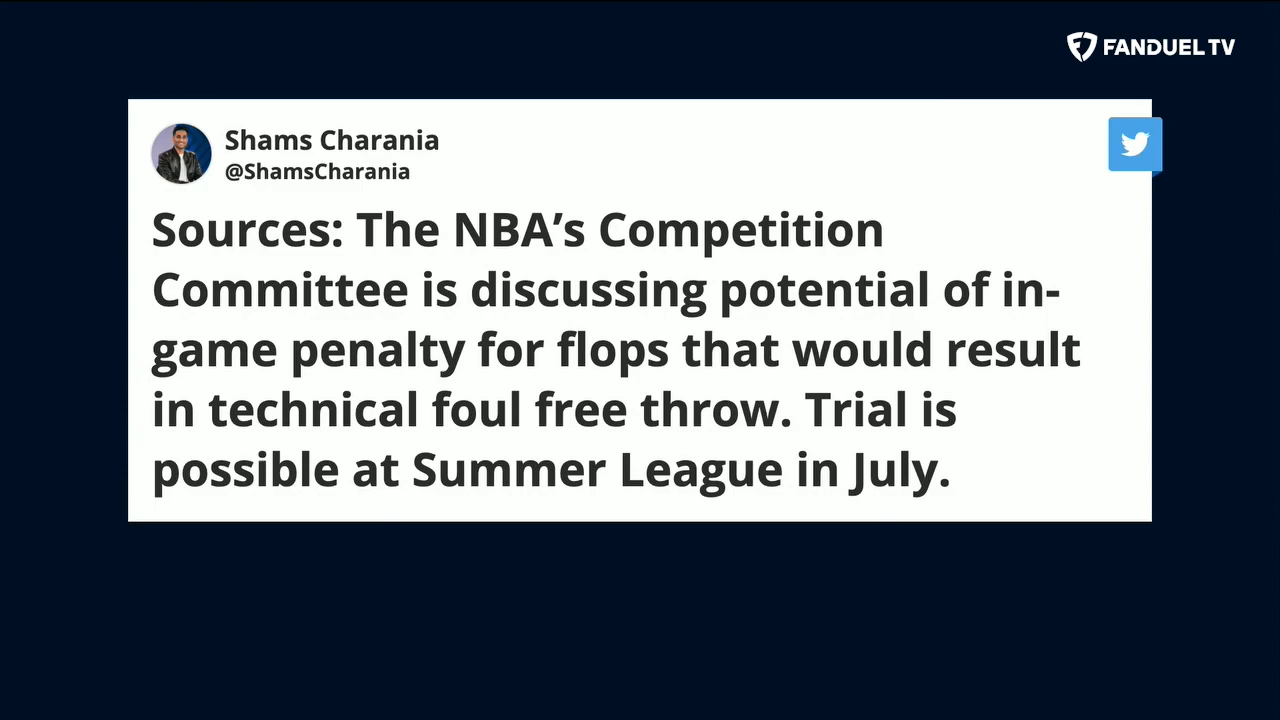 FANDUEL TV
Shams Charania
@ShamsCharania
Sources: The NBA’s Competition
Committee is discussing potential of in-
game penalty for flops that would result
in technical foul free throw. Trial is
possible at Summer League in July.